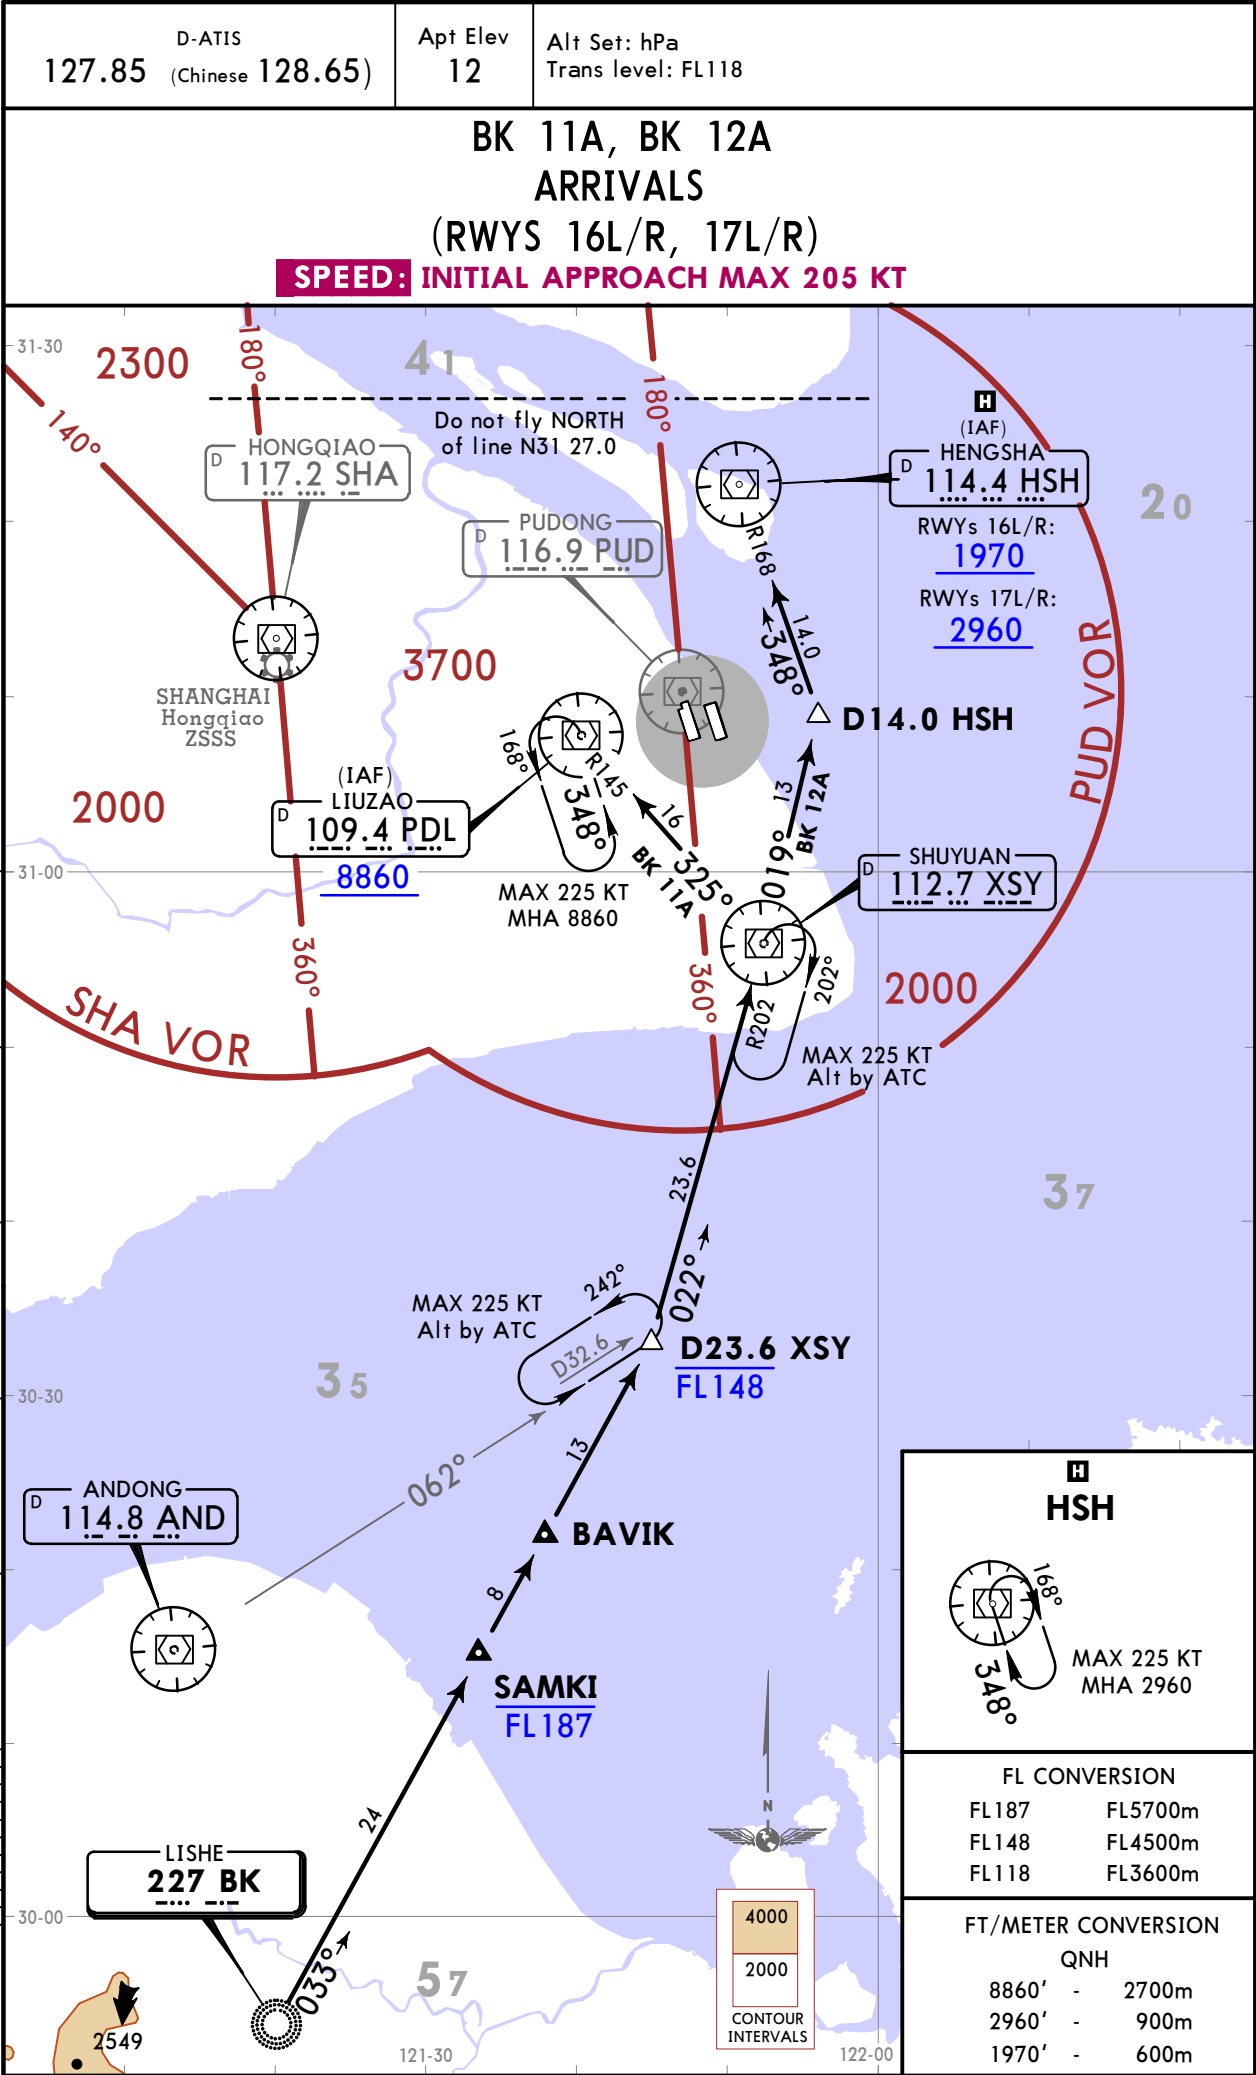 D-ATIS
127.85 (Chinese 128.65)
Apt Elev
12
Alt Set: hPa
Trans level: FL118
BK 11A, BK 12A
ARRIVALS
(RWYS 16L/R, 17L/R)
SPEED: INITIAL APPROACH MAX 205 KT
31-30
2300
180°
41
180°
140°
Do not fly NORTH
of line N31 27.0
H
(IAF)
HENGSHA
D 114.4 HSH
RWYs 16L/R:
1970
RWYs 17L/R:
2960
20
HONGQIAO
D 117.2 SHA
PUDONG
D 116.9 PUD
R168
14.0
348°
3700
SHANGHAI
Hongqiao
ZSSS
D14.0 HSH
PUD VOR
168°
R145
348°
16
325°
BK 11A
13
BK 12A
019°
(IAF)
LIUZAO
D 109.4 PDL
8860
2000
31-00
MAX 225 KT
MHA 8860
SHUYUAN
D 112.7 XSY
360°
360°
202°
R202
2000
SHA VOR
MAX 225 KT
Alt by ATC
23.6
37
022°
242°
MAX 225 KT
Alt by ATC
D32.6
D23.6 XSY
FL148
35
30-30
13
062°
ANDONG
D 114.8 AND
BAVIK
8
SAMKI
FL187
24
LISHE
227 BK
30-00
033°
57
2549
N
4000
2000
CONTOUR
INTERVALS
121-30
122-00
H
HSH
168°
348°
MAX 225 KT
MHA 2960
FL CONVERSION
FL187 FL5700m
FL148 FL4500m
FL118 FL3600m
FT/METER CONVERSION
QNH
8860' - 2700m
2960' - 900m
1970' - 600m